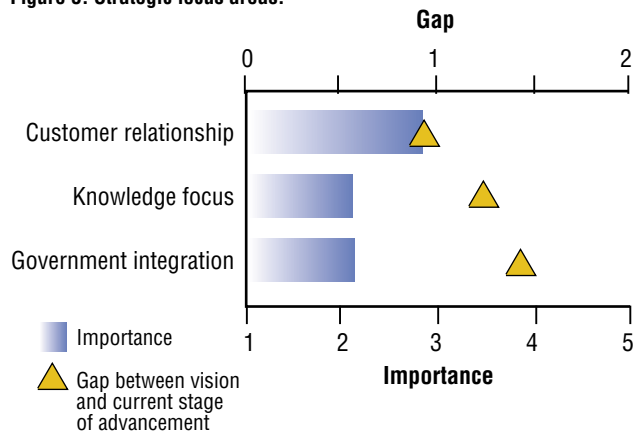 Figure 3: Strategic focus areas.
Gap
0 1 2
Customer relationship
Knowledge focus
Government integration
1 2 3 4 5
Importance
Importance
Gap between vision
and current stage
of advancement